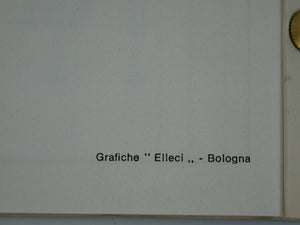 Grafiche " Elleci „ - Bologna